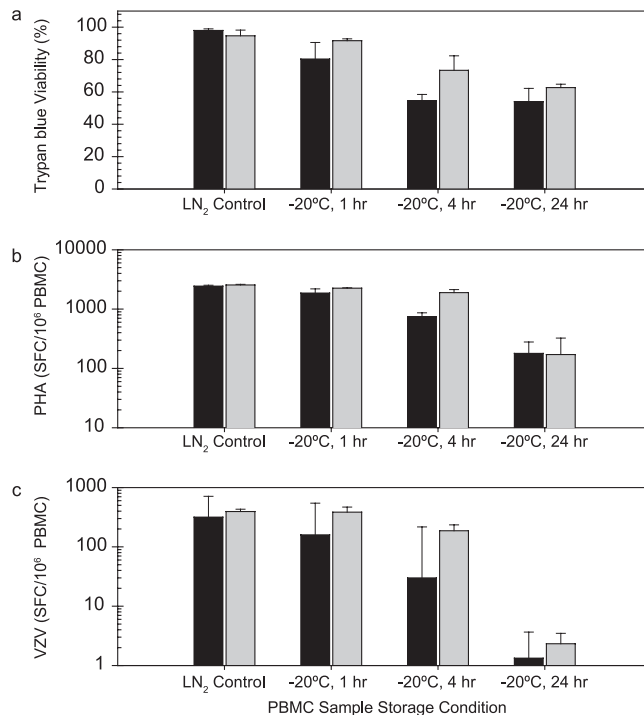 a
Trypan blue Viability (%)
100
80
60
40
20
0
LN₂ Control -20ºC, 1 hr -20ºC, 4 hr -20ºC, 24 hr
b
PHA (SFC/10⁶ PBMC)
10000
1000
100
10
LN₂ Control -20ºC, 1 hr -20ºC, 4 hr -20ºC, 24 hr
c
VZV (SFC/10⁶ PBMC)
1000
100
10
1
LN₂ Control -20ºC, 1 hr -20ºC, 4 hr -20ºC, 24 hr
PBMC Sample Storage Condition